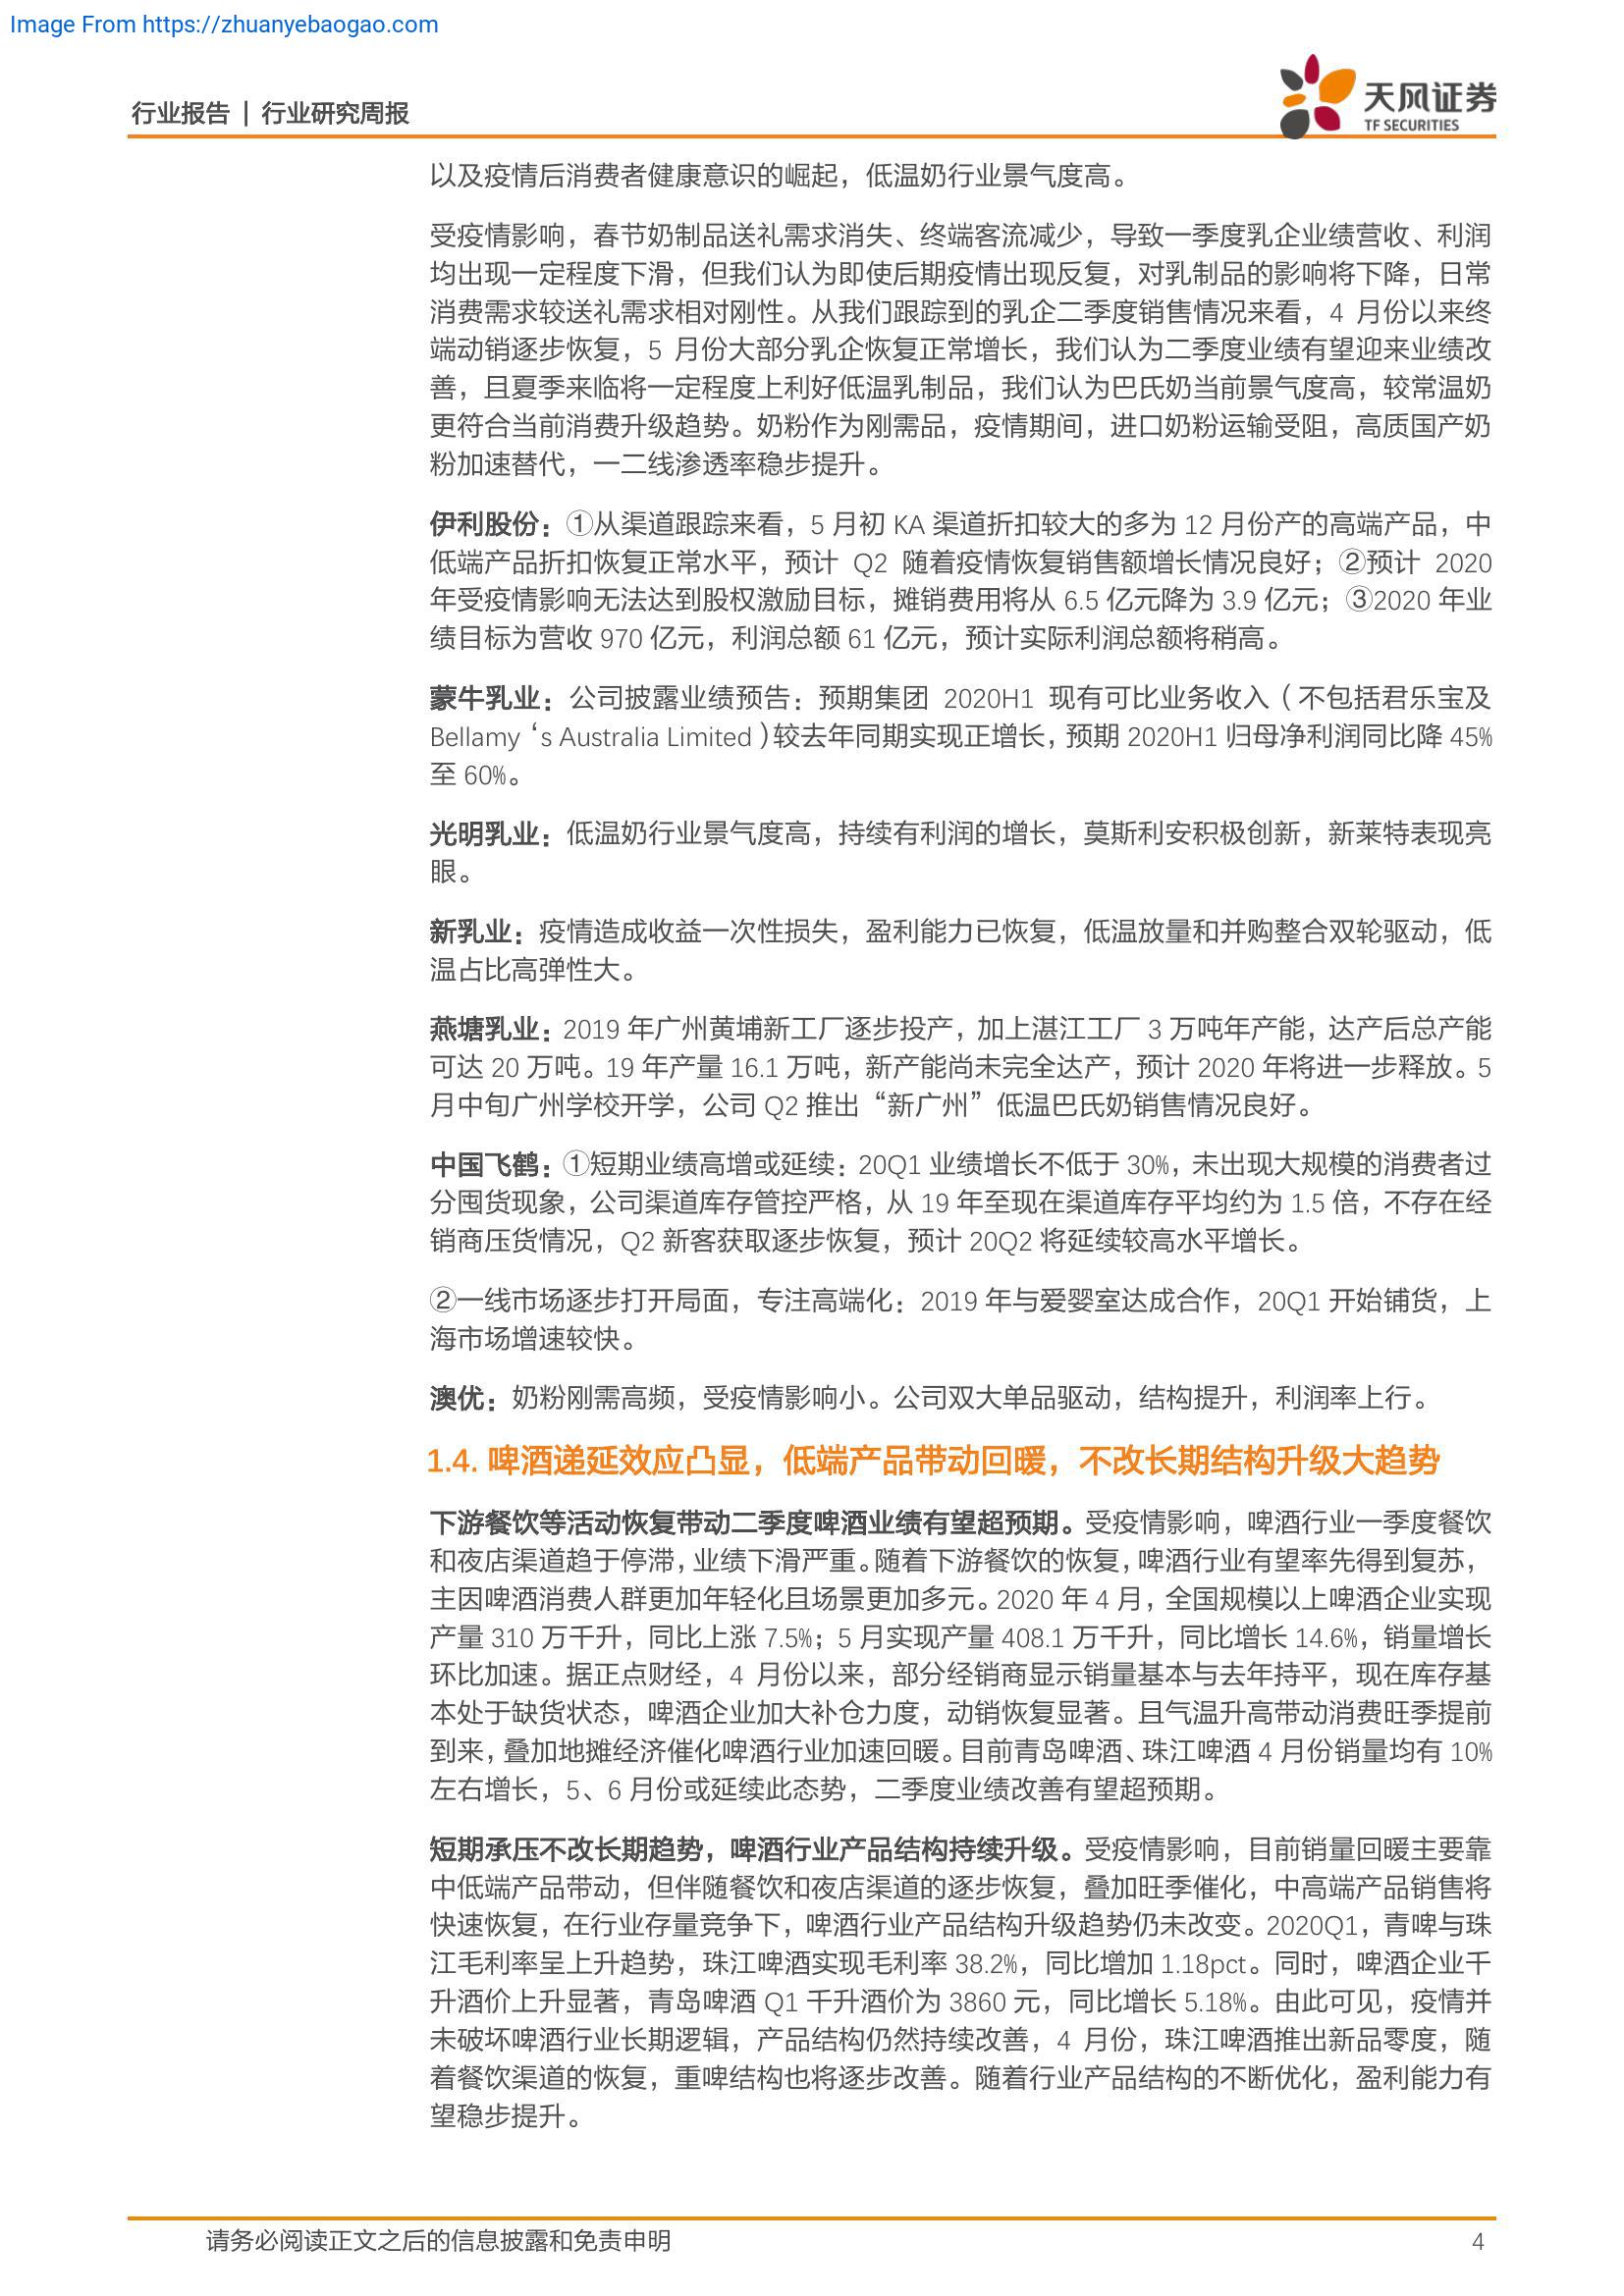 Image From https://zhuanyebaogao.com
行业报告 | 行业研究周报
天风证券
TF SECURITIES
以及疫情后消费者健康意识的崛起，低温奶行业景气度高。
受疫情影响，春节奶制品送礼需求消失、终端客流减少，导致一季度乳企业绩营收、利润
均出现一定程度下滑，但我们认为即使后期疫情出现反复，对乳制品的影响将下降，日常
消费需求较送礼需求相对刚性。从我们跟踪到的乳企二季度销售情况来看，4 月份以来终
端动销逐步恢复，5 月份大部分乳企恢复正常增长，我们认为二季度业绩有望迎来业绩改
善，且夏季来临将一定程度上利好低温乳制品，我们认为巴氏奶当前景气度高，较常温奶
更符合当前消费升级趋势。奶粉作为刚需品，疫情期间，进口奶粉运输受阻，高质国产奶
粉加速替代，一二线渗透率稳步提升。
伊利股份：①从渠道跟踪来看，5 月初 KA 渠道折扣较大的多为 12 月份产的高端产品，中
低端产品折扣恢复正常水平，预计 Q2 随着疫情恢复销售额增长情况良好；②预计 2020
年受疫情影响无法达到股权激励目标，摊销费用将从 6.5 亿元降为 3.9 亿元；③2020 年业
绩目标为营收 970 亿元，利润总额 61 亿元，预计实际利润总额将稍高。
蒙牛乳业：公司披露业绩预告：预期集团 2020H1 现有可比业务收入（不包括君乐宝及
Bellamy‘s Australia Limited）较去年同期实现正增长，预期 2020H1 归母净利润同比降 45%
至 60%。
光明乳业：低温奶行业景气度高，持续有利润的增长，莫斯利安积极创新，新莱特表现亮
眼。
新乳业：疫情造成收益一次性损失，盈利能力已恢复，低温放量和并购整合双轮驱动，低
温占比高弹性大。
燕塘乳业：2019 年广州黄埔新工厂逐步投产，加上湛江工厂 3 万吨年产能，达产后总产能
可达 20 万吨。19 年产量 16.1 万吨，新产能尚未完全达产，预计 2020 年将进一步释放。5
月中旬广州学校开学，公司 Q2 推出“新广州”低温巴氏奶销售情况良好。
中国飞鹤：①短期业绩高增或延续：20Q1 业绩增长不低于 30%，未出现大规模的消费者过
分囤货现象，公司渠道库存管控严格，从 19 年至现在渠道库存平均约为 1.5 倍，不存在经
销商压货情况，Q2 新客获取逐步恢复，预计 20Q2 将延续较高水平增长。
②一线市场逐步打开局面，专注高端化：2019 年与爱婴室达成合作，20Q1 开始铺货，上
海市场增速较快。
澳优：奶粉刚需高频，受疫情影响小。公司双大单品驱动，结构提升，利润率上行。
1.4. 啤酒递延效应凸显，低端产品带动回暖，不改长期结构升级大趋势
下游餐饮等活动恢复带动二季度啤酒业绩有望超预期。受疫情影响，啤酒行业一季度餐饮
和夜店渠道趋于停滞，业绩下滑严重。随着下游餐饮的恢复，啤酒行业有望率先得到复苏，
主因啤酒消费人群更加年轻化且场景更加多元。2020 年 4 月，全国规模以上啤酒企业实现
产量 310 万千升，同比上涨 7.5%；5 月实现产量 408.1 万千升，同比增长 14.6%，销量增长
环比加速。据正点财经，4 月份以来，部分经销商显示销量基本与去年持平，现在库存基
本处于缺货状态，啤酒企业加大补仓力度，动销恢复显著。且气温升高带动消费旺季提前
到来，叠加地摊经济催化啤酒行业加速回暖。目前青岛啤酒、珠江啤酒 4 月份销量均有 10%
左右增长，5、6 月份或延续此态势，二季度业绩改善有望超预期。
短期承压不改长期趋势，啤酒行业产品结构持续升级。受疫情影响，目前销量回暖主要靠
中低端产品带动，但伴随餐饮和夜店渠道的逐步恢复，叠加旺季催化，中高端产品销售将
快速恢复，在行业存量竞争下，啤酒行业产品结构升级趋势仍未改变。2020Q1，青啤与珠
江毛利率呈上升趋势，珠江啤酒实现毛利率 38.2%，同比增加 1.18pct。同时，啤酒企业千
升酒价上升显著，青岛啤酒 Q1 千升酒价为 3860 元，同比增长 5.18%。由此可见，疫情并
未破坏啤酒行业长期逻辑，产品结构仍然持续改善，4 月份，珠江啤酒推出新品零度，随
着餐饮渠道的恢复，重啤结构也将逐步改善。随着行业产品结构的不断优化，盈利能力有
望稳步提升。
请务必阅读正文之后的信息披露和免责申明
4